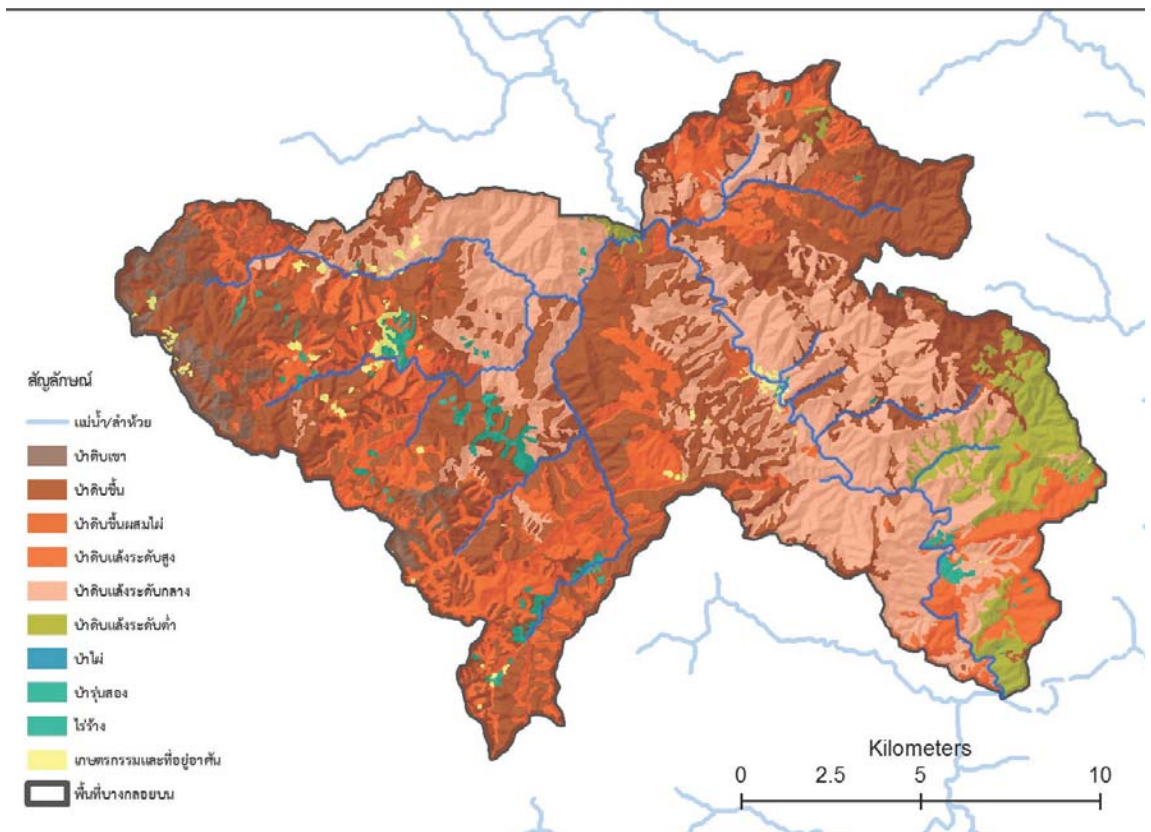 สัญลักษณ์
แม่น้ำ/ลำห้วย
ป่าดิบเขา
ป่าดิบชื้น
ป่าดิบชื้นผสมไผ่
ป่าดิบแล้งระดับสูง
ป่าดิบแล้งระดับกลาง
ป่าดิบแล้งระดับต่ำ
ป่าไผ่
ป่ารุ่นสอง
ไร่ร้าง
เกษตรกรรมและที่อยู่อาศัย
พื้นที่บางกลอยบน
Kilometers
0 2.5 5 10